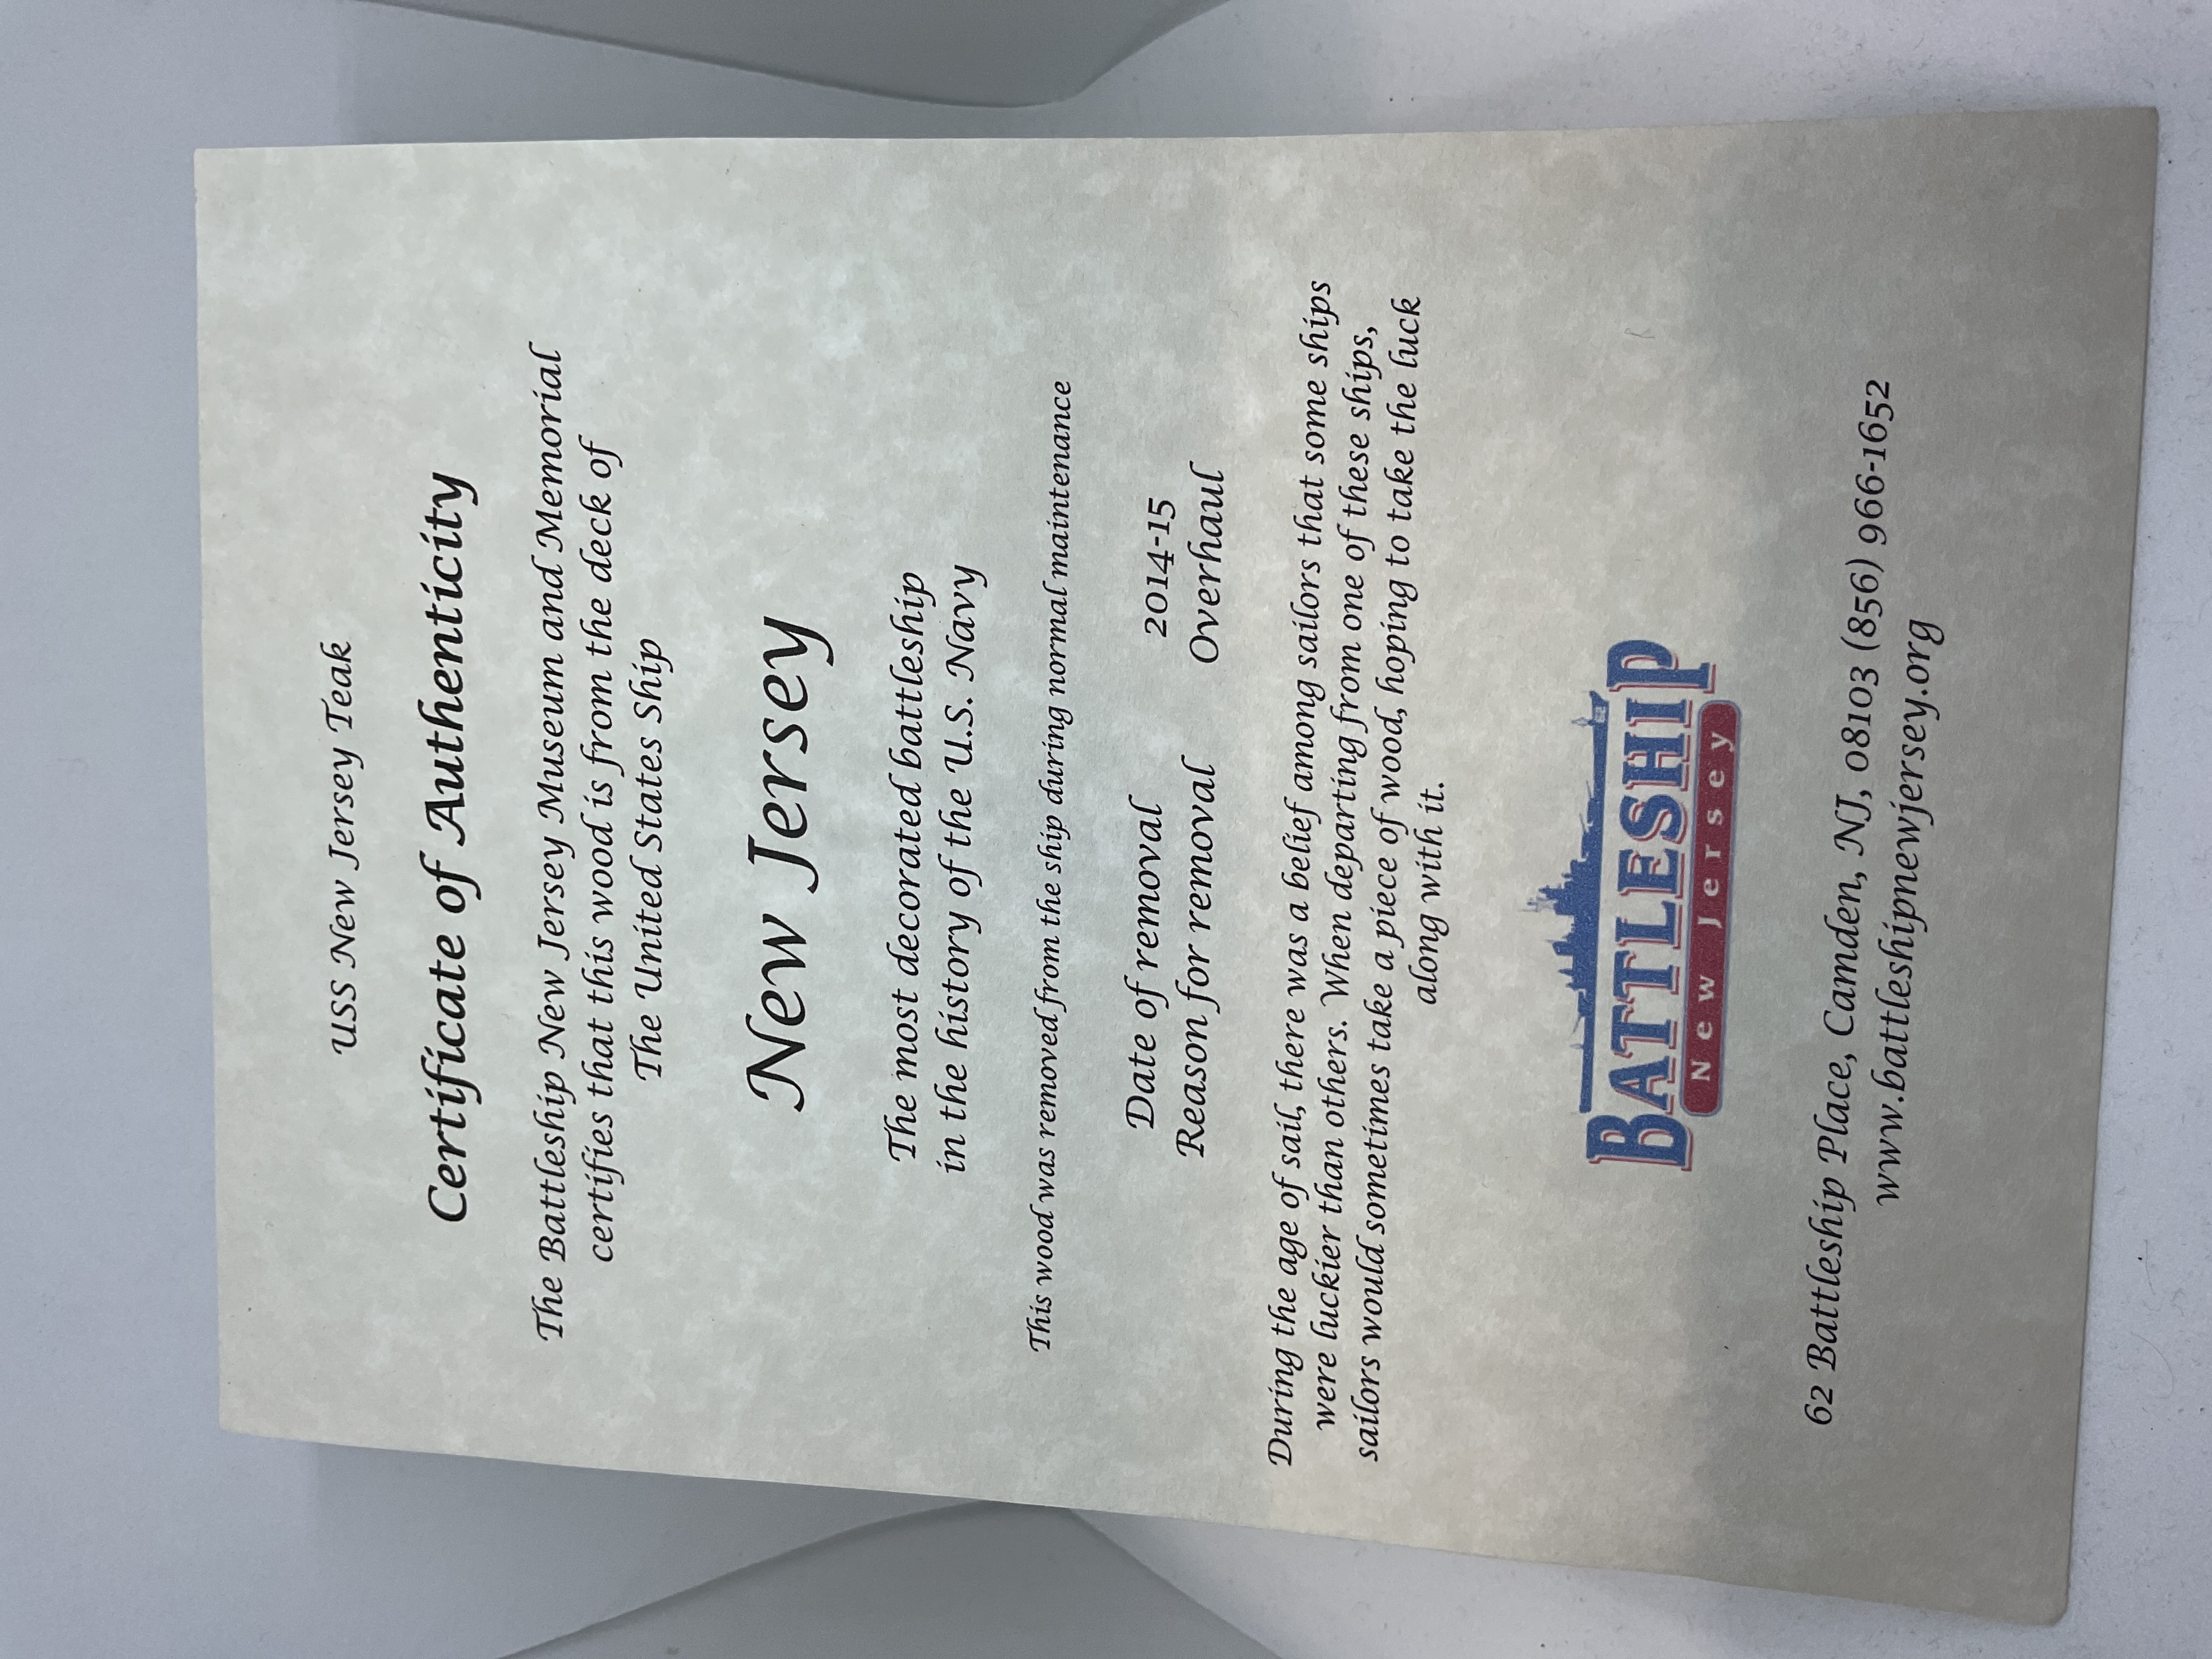 USS New Jersey Teak
Certificate of Authenticity
The Battleship New Jersey Museum and Memorial
certifies that this wood is from the deck of
The United States Ship
New Jersey
The most decorated battleship
in the history of the U.S. Navy
This wood was removed from the ship during normal maintenance
Date of removal 2014-15
Reason for removal Overhaul
During the age of sail, there was a belief among sailors that some ships
were luckier than others. When departing from one of these ships,
sailors would sometimes take a piece of wood, hoping to take the luck
along with it.
62
BATTLESHIP
New Jersey
62 Battleship Place, Camden, NJ, 08103 (856) 966-1652
www.battleshipnewjersey.org